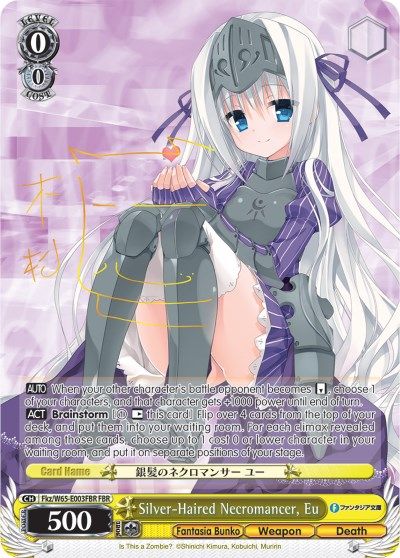 LEVEL
0
0
COST
AUTO When your other character's battle opponent becomes, choose 1
of your characters, and that character gets +1000 power until end of turn.
ACT Brainstorm [① this card] Flip over 4 cards from the top of your
deck, and put them into your waiting room. For each climax revealed
among those cards, choose up to 1 cost 0 or lower character in your
waiting room, and put it on separate positions of your stage.
Card Name 銀髪のネクロマンサー ユー
CH Fkz/W65-E003FBR FBR
500
Silver-Haired Necromancer, Eu
ファンタジア文庫
Fantasia Bunko Weapon Death
Is This a Zombie? ©Shinichi Kimura, Kobuichi, Muririn